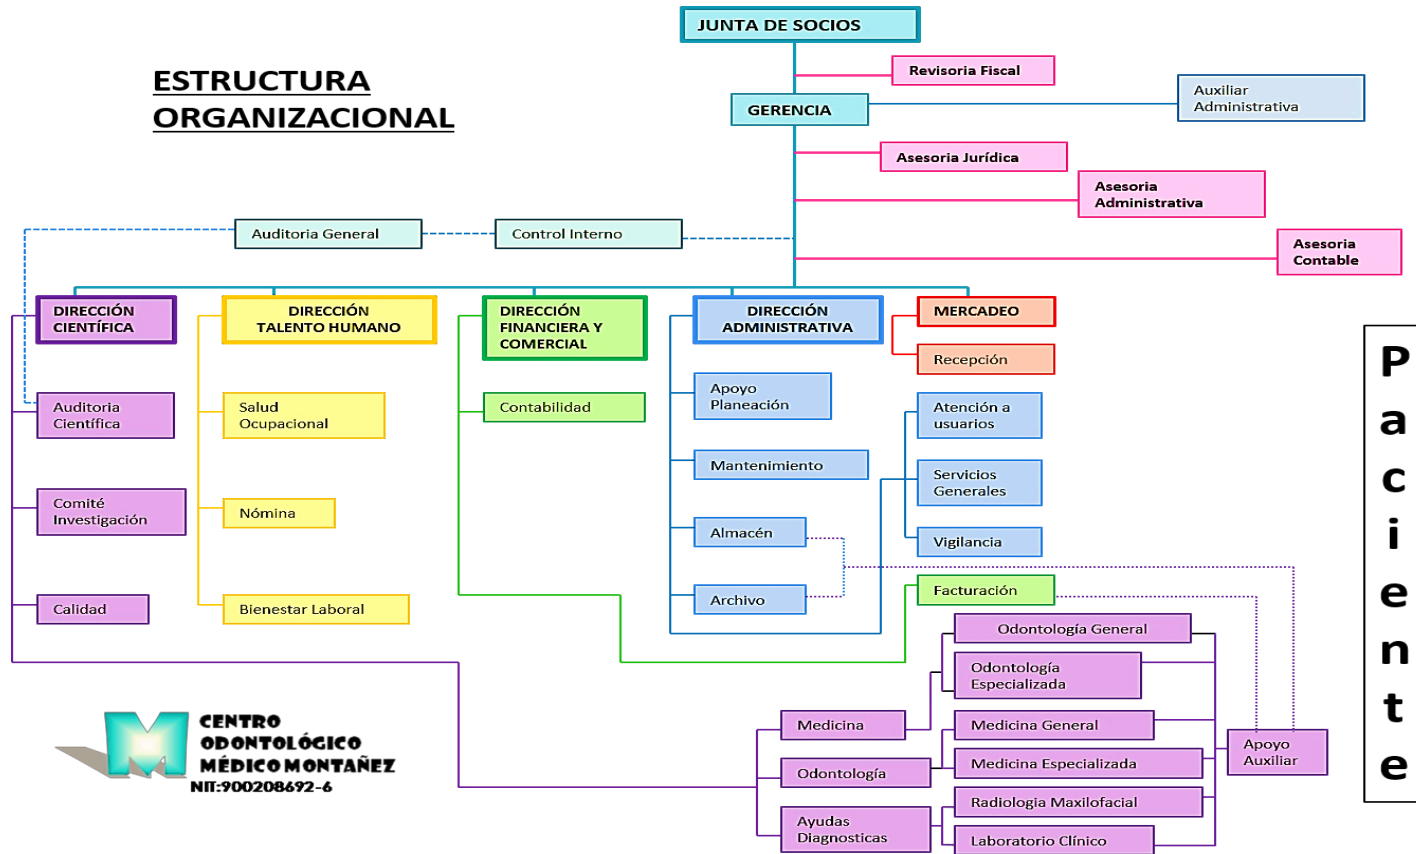 JUNTA DE SOCIOS
ESTRUCTURA
ORGANIZACIONAL
Revisoria Fiscal
GERENCIA
Auxiliar
Administrativa
Asesoria Jurídica
Asesoria
Administrativa
Auditoria General
Control Interno
Asesoria
Contable
DIRECCIÓN
CIENTÍFICA
DIRECCIÓN
TALENTO HUMANO
DIRECCIÓN
FINANCIERA Y
COMERCIAL
DIRECCIÓN
ADMINISTRATIVA
MERCADEO
Recepción
Auditoria
Científica
Salud
Ocupacional
Contabilidad
Apoyo
Planeación
Atención a
usuarios
Mantenimiento
Servicios
Generales
Comité
Investigación
Nómina
Almacén
Vigilancia
Calidad
Bienestar Laboral
Archivo
Facturación
Odontología General
Odontología
Especializada
Medicina
Medicina General
Odontología
Medicina Especializada
Apoyo
Auxiliar
Ayudas
Diagnosticas
Radiologia Maxilofacial
Laboratorio Clínico
Paciente
M
CENTRO
ODONTOLÓGICO
MÉDICO MONTAÑEZ
NIT:900208692-6